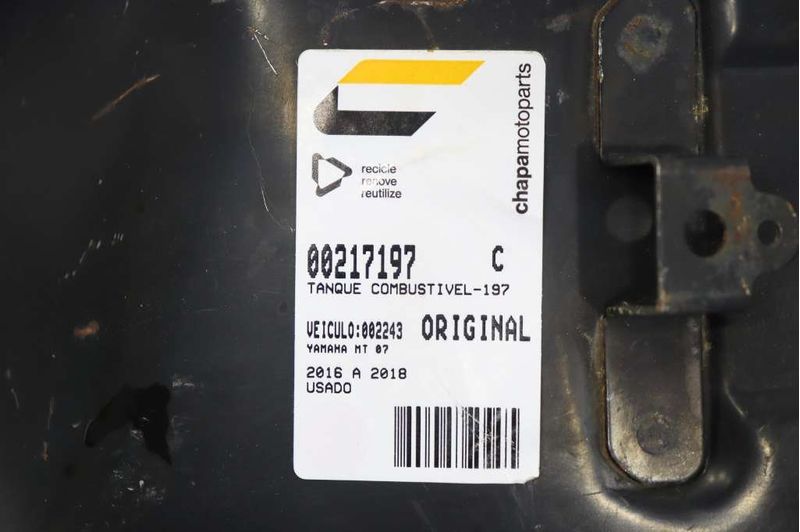 chapamotoparts
recicle
renove
reutilize
00217197 C
TANQUE COMBUSTIVEL-197
VEICULO:002243 ORIGINAL
YAMAHA MT 07
2016 A 2018
USADO